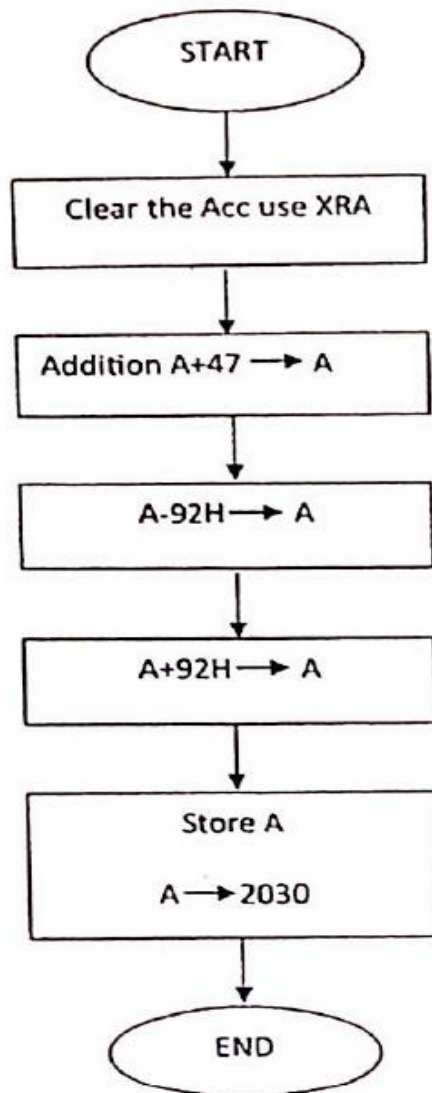 START
Clear the Acc use XRA
Addition A+47 → A
A-92H → A
A+92H → A
Store A
A → 2030
END